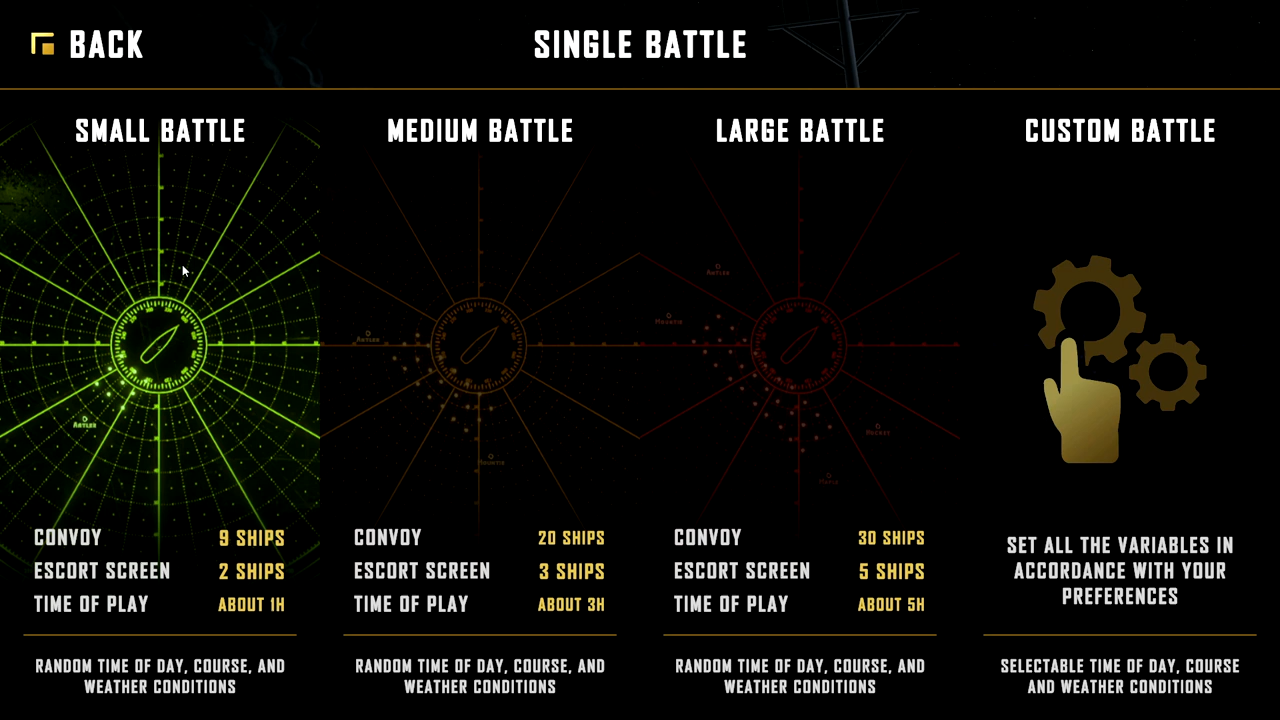 BACK
SINGLE BATTLE
SMALL BATTLE
ANTLER
CONVOY 9 SHIPS
ESCORT SCREEN 2 SHIPS
TIME OF PLAY ABOUT 1H
RANDOM TIME OF DAY, COURSE, AND
WEATHER CONDITIONS
MEDIUM BATTLE
ANTLER
CONVOY 20 SHIPS
ESCORT SCREEN 3 SHIPS
TIME OF PLAY ABOUT 3H
RANDOM TIME OF DAY, COURSE, AND
WEATHER CONDITIONS
LARGE BATTLE
ANTLER
CONVOY 30 SHIPS
ESCORT SCREEN 5 SHIPS
TIME OF PLAY ABOUT 5H
RANDOM TIME OF DAY, COURSE, AND
WEATHER CONDITIONS
CUSTOM BATTLE
SET ALL THE VARIABLES IN
ACCORDANCE WITH YOUR
PREFERENCES
SELECTABLE TIME OF DAY, COURSE
AND WEATHER CONDITIONS